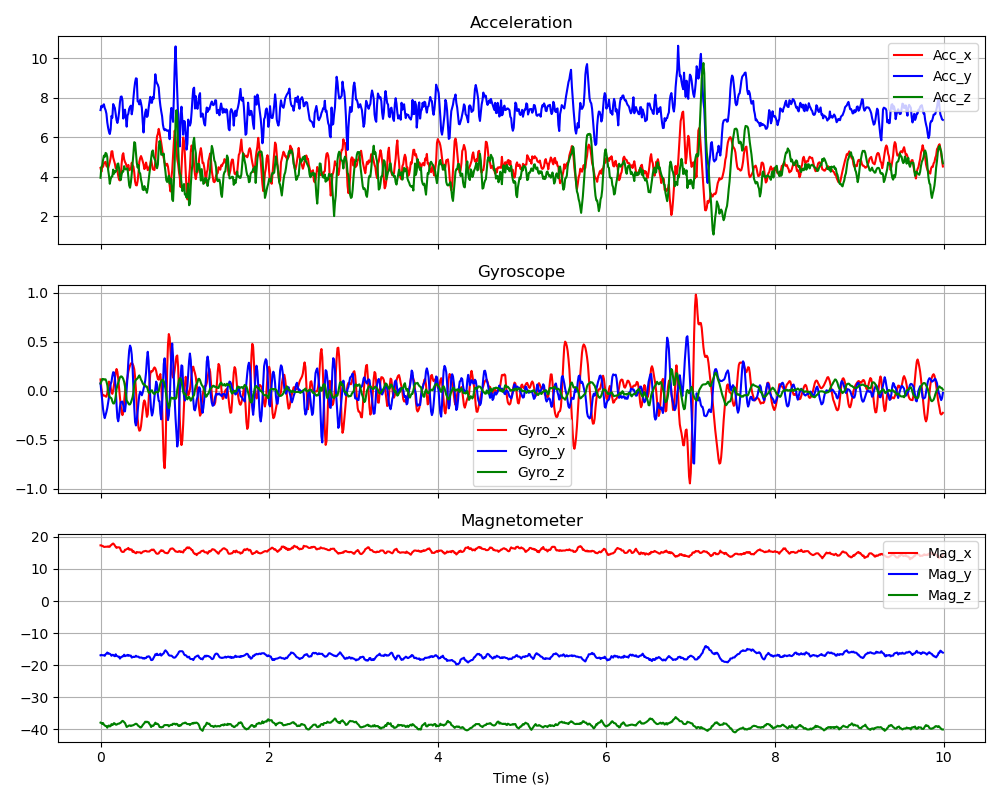 Acceleration
10
8
6
4
2
Acc_x
Acc_y
Acc_z
Gyroscope
1.0
0.5
0.0
−0.5
−1.0
Gyro_x
Gyro_y
Gyro_z
Magnetometer
20
10
0
−10
−20
−30
−40
Mag_x
Mag_y
Mag_z
0 2 4 6 8 10
Time (s)